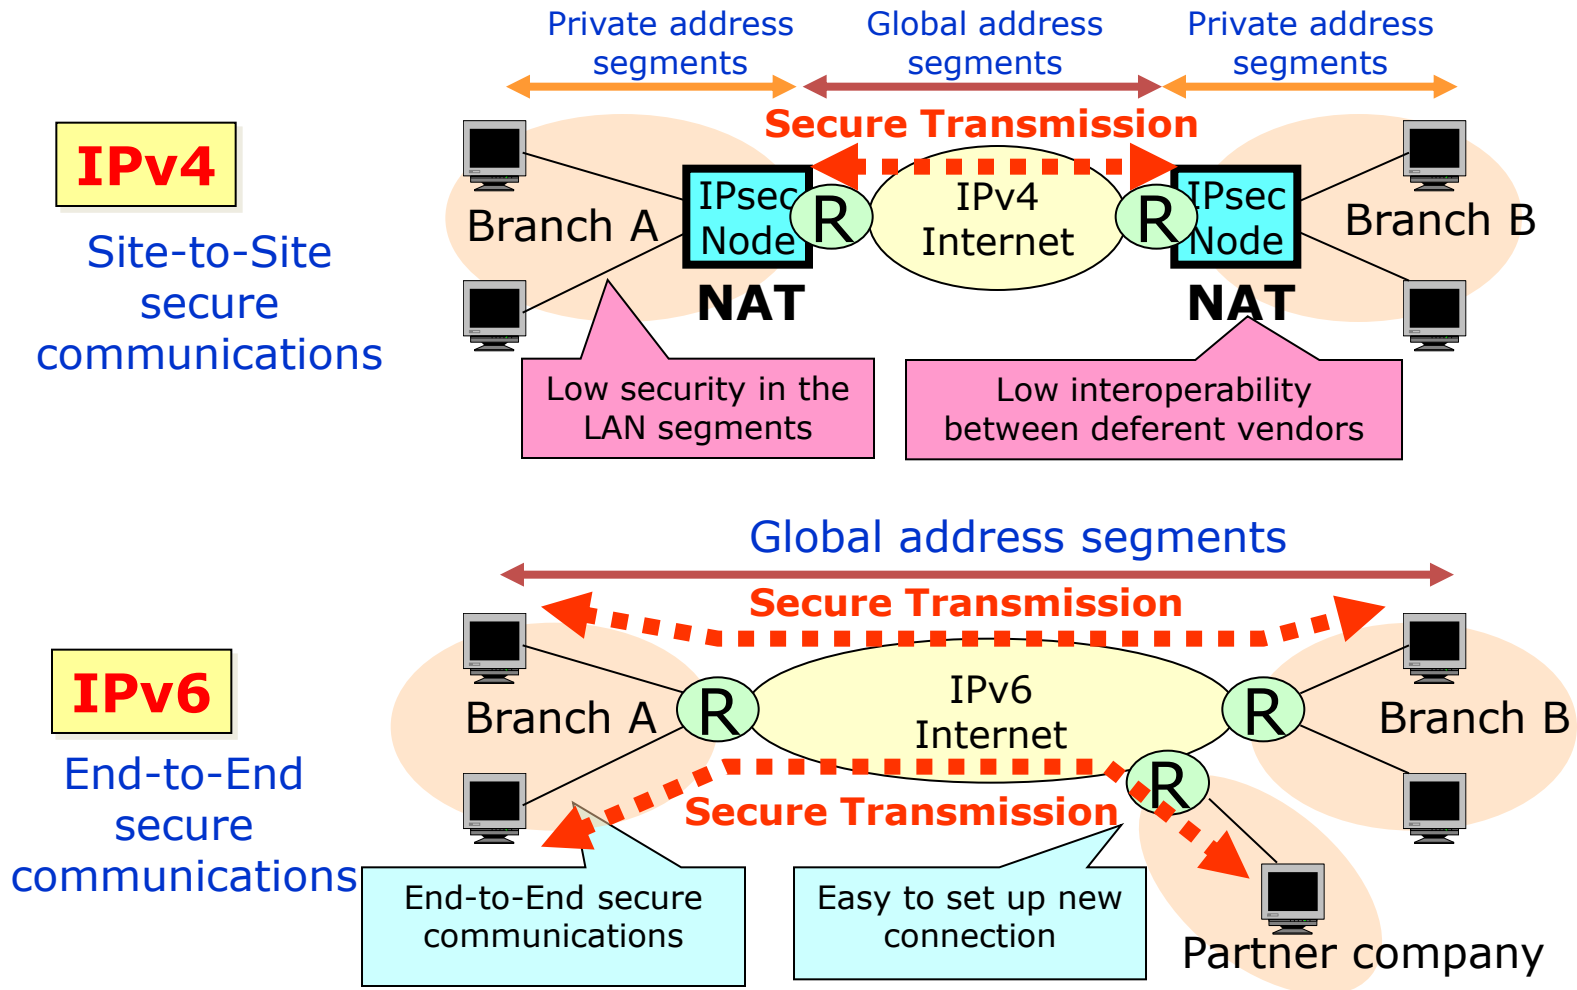 Private address
segments
Global address
segments
Private address
segments
Secure Transmission
IPv4
Site-to-Site
secure
communications
Branch A
IPsec
Node
NAT
R
IPv4
Internet
R
IPsec
Node
NAT
Branch B
Low security in the
LAN segments
Low interoperability
between deferent vendors
Global address segments
Secure Transmission
IPv6
End-to-End
secure
communications
Branch A
R
IPv6
Internet
R
Branch B
R
Secure Transmission
End-to-End secure
communications
Easy to set up new
connection
Partner company